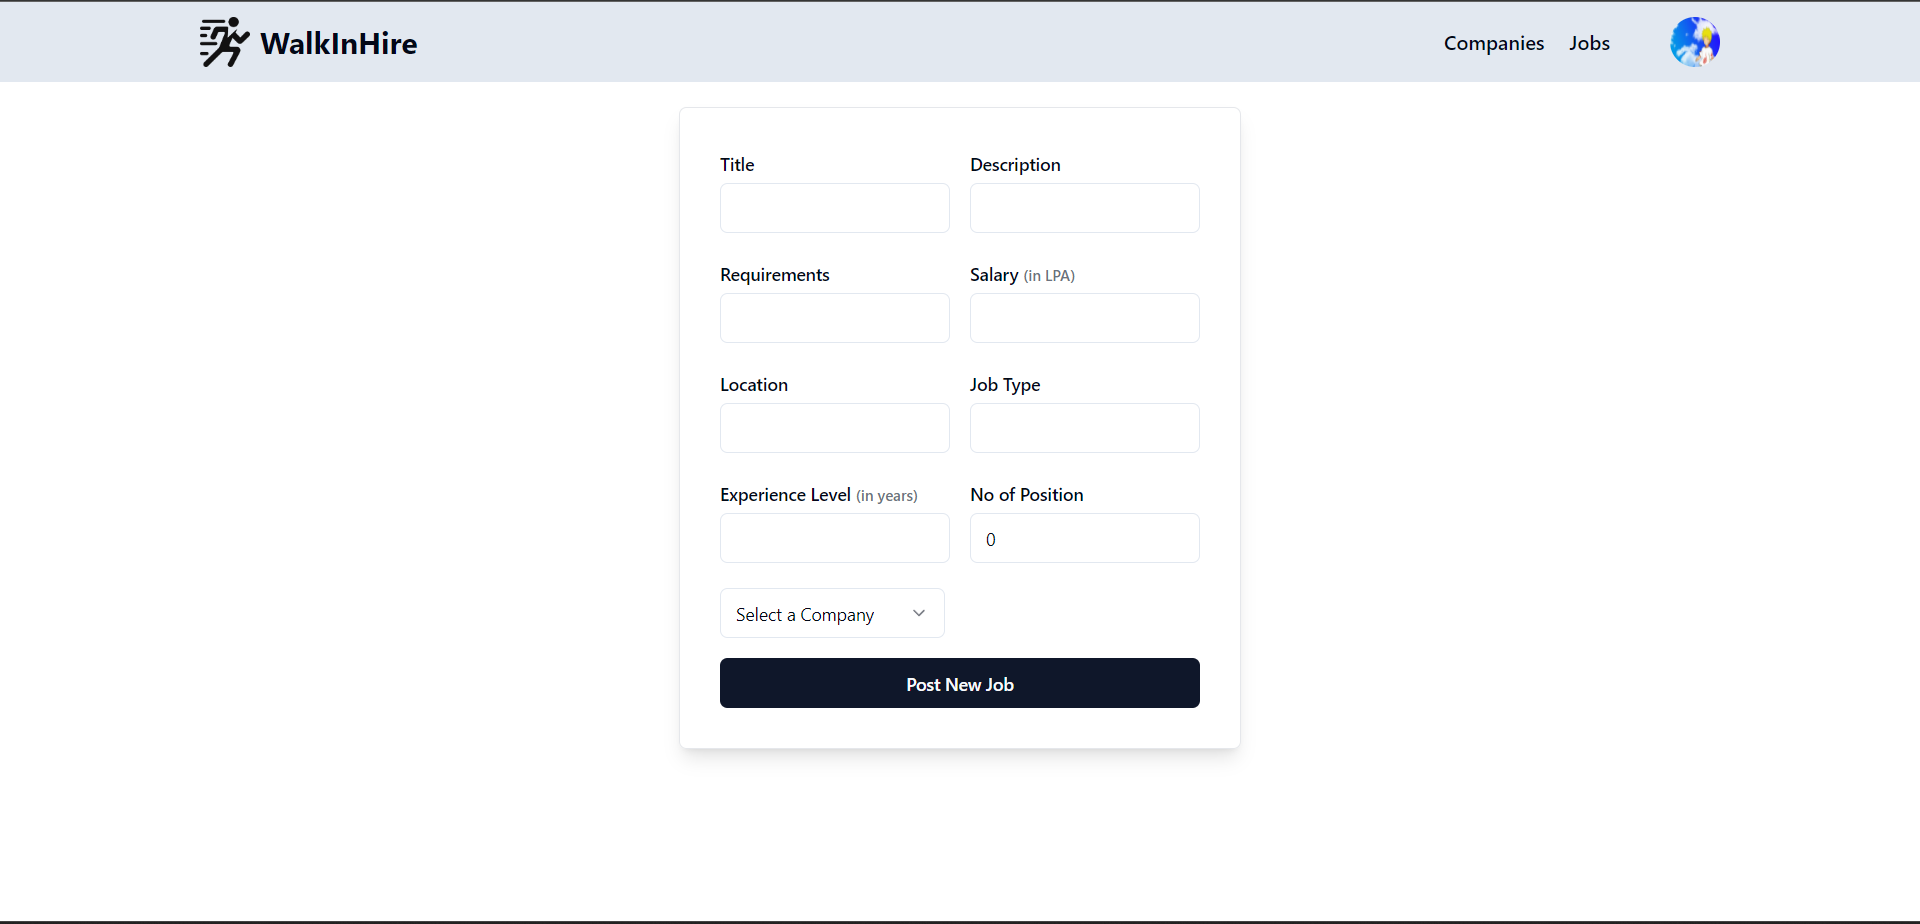 WalkInHire
Companies Jobs
Title Description
Requirements Salary (in LPA)
Location Job Type
Experience Level (in years) No of Position
0
Select a Company
Post New Job